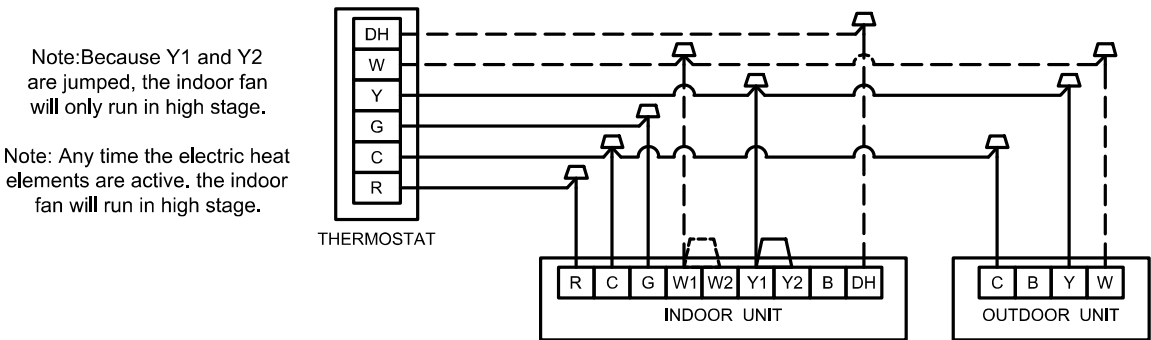 Note:Because Y1 and Y2
are jumped, the indoor fan
will only run in high stage.
Note: Any time the electric heat
elements are active. the indoor
fan will run in high stage.
DH
W
Y
G
C
R
THERMOSTAT
R C G W1 W2 Y1 Y2 B DH
INDOOR UNIT
C B Y W
OUTDOOR UNIT